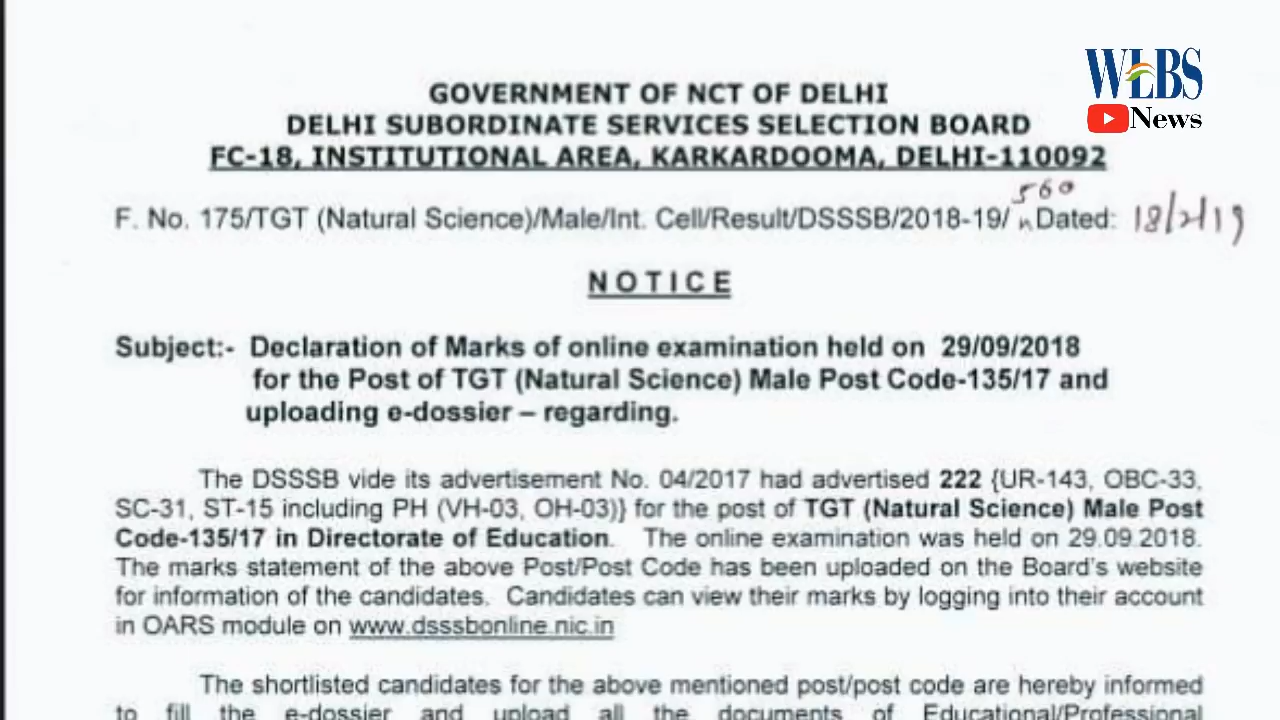 WLBS
News
GOVERNMENT OF NCT OF DELHI
DELHI SUBORDINATE SERVICES SELECTION BOARD
FC-18, INSTITUTIONAL AREA, KARKARDOOMA, DELHI-110092
560
F. No. 175/TGT (Natural Science)/Male/Int. Cell/Result/DSSSB/2018-19/ Dated: 18/2/19
NOTICE
Subject:- Declaration of Marks of online examination held on 29/09/2018
for the Post of TGT (Natural Science) Male Post Code-135/17 and
uploading e-dossier – regarding.
The DSSSB vide its advertisement No. 04/2017 had advertised 222 {UR-143, OBC-33,
SC-31, ST-15 including PH (VH-03, OH-03)} for the post of TGT (Natural Science) Male Post
Code-135/17 in Directorate of Education. The online examination was held on 29.09.2018.
The marks statement of the above Post/Post Code has been uploaded on the Board's website
for information of the candidates. Candidates can view their marks by logging into their account
in OARS module on www.dsssbonline.nic.in
The shortlisted candidates for the above mentioned post/post code are hereby informed
to fill the e-dossier and upload all the documents of Educational/Professional